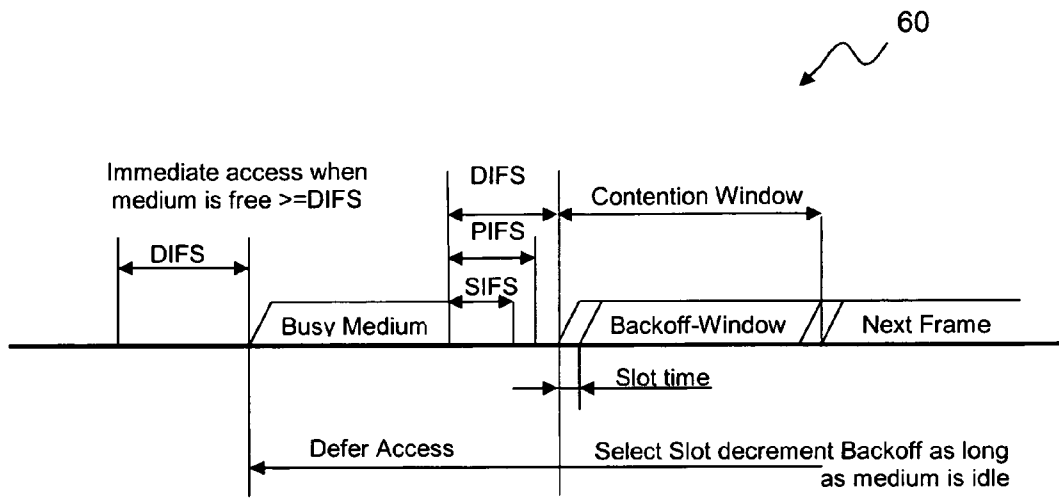 60
Immediate access when
medium is free >=DIFS
DIFS
DIFS
PIFS
SIFS
Contention Window
Busy Medium
Backoff-Window
Next Frame
Slot time
Defer Access
Select Slot decrement Backoff as long
as medium is idle